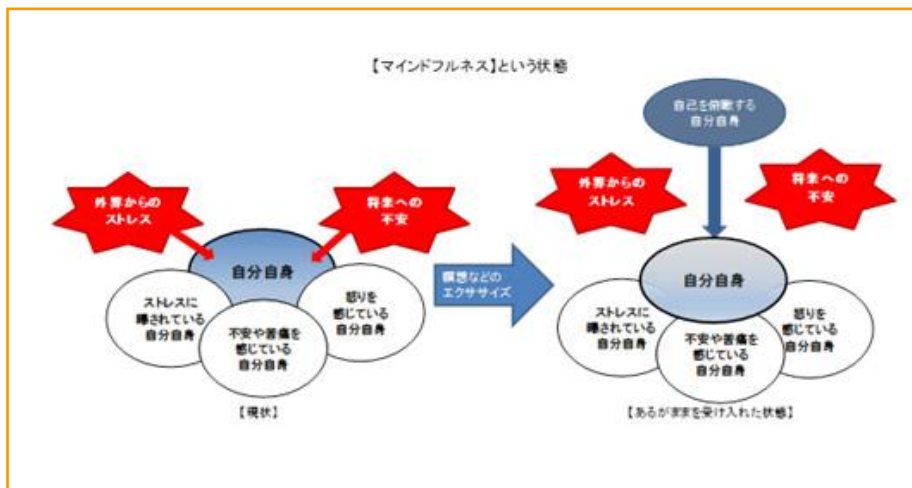 【マインドフルネス】という状態
外界からの
ストレス
将来への
不安
自分自身
ストレスに
曝されている
自分自身
不安や苦痛を
感じている
自分自身
怒りを
感じている
自分自身
【現状】
瞑想などの
エクササイズ
自己を俯瞰する
自分自身
外界からの
ストレス
将来への
不安
自分自身
ストレスに
曝されている
自分自身
不安や苦痛を
感じている
自分自身
怒りを
感じている
自分自身
【あるがままを受け入れた状態】